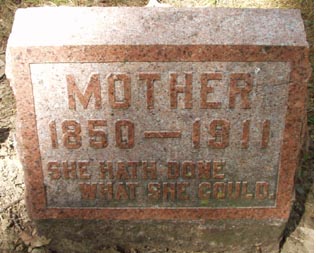 MOTHER
1850—1911
SHE HATH DONE
WHAT SHE COULD.